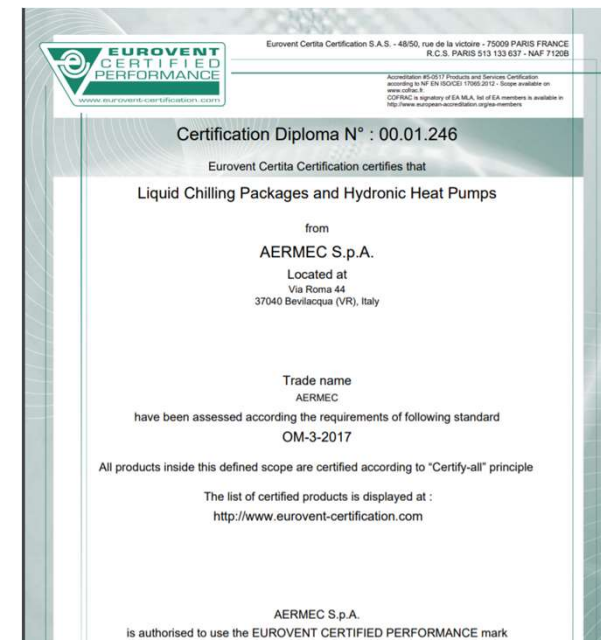 EUROVENT
CERTIFIED
PERFORMANCE
www.eurovent-certification.com
Eurovent Certita Certification S.A.S. - 48/50, rue de la victoire - 75009 PARIS FRANCE
R.C.S. PARIS 513 133 637 - NAF 7120B
Accreditation #5-0517 Products and Services Certification
according to NF EN ISO/CEI 17065:2012 - Scope available on
www.cofrac.fr.
COFRAC is signatory of EA MLA, list of EA members is available in
http://www.european-accreditation.org/ea-members
Certification Diploma N° : 00.01.246
Eurovent Certita Certification certifies that
Liquid Chilling Packages and Hydronic Heat Pumps
from
AERMEC S.p.A.
Located at
Via Roma 44
37040 Bevilacqua (VR), Italy
Trade name
AERMEC
have been assessed according the requirements of following standard
OM-3-2017
All products inside this defined scope are certified according to “Certify-all” principle
The list of certified products is displayed at :
http://www.eurovent-certification.com
AERMEC S.p.A.
is authorised to use the EUROVENT CERTIFIED PERFORMANCE mark